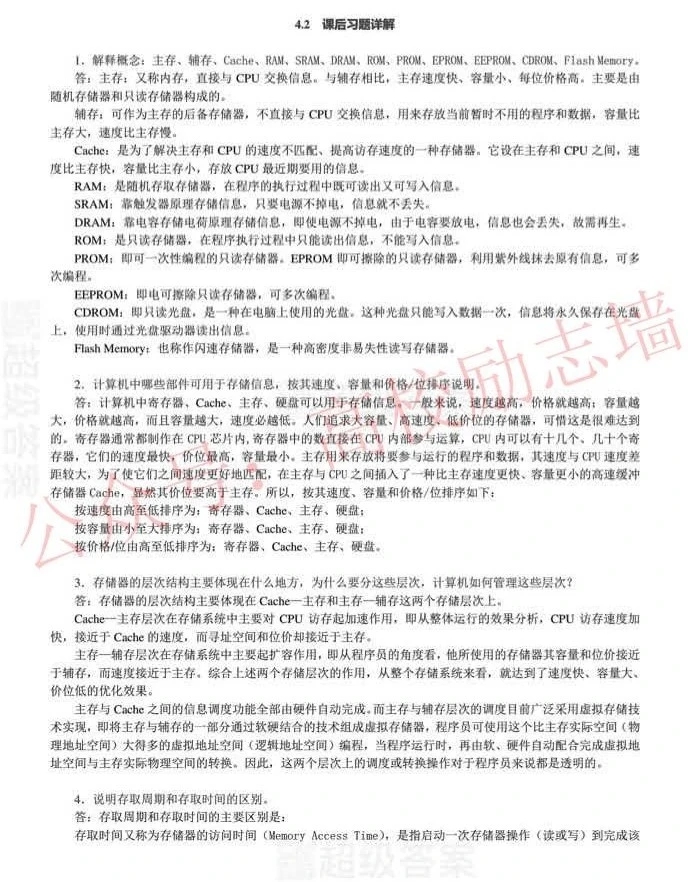 4.2 课后习题详解
1．解释概念：主存、辅存、Cache、RAM、SRAM、DRAM、ROM、PROM、EPROM、EEPROM、CDROM、Flash Memory。
答：主存：又称内存，直接与 CPU 交换信息。与辅存相比，主存速度快、容量小、每位价格高。主要是由
随机存储器和只读存储器构成的。
辅存：可作为主存的后备存储器，不直接与 CPU 交换信息，用来存放当前暂时不用的程序和数据，容量比
主存大，速度比主存慢。
Cache：是为了解决主存和 CPU 的速度不匹配、提高访存速度的一种存储器。它设在主存和 CPU 之间，速
度比主存快，容量比主存小，存放 CPU 最近期要用的信息。
RAM：是随机存取存储器，在程序的执行过程中既可读出又可写入信息。
SRAM：靠触发器原理存储信息，只要电源不掉电，信息就不丢失。
DRAM：靠电容存储电荷原理存储信息，即使电源不掉电，由于电容要放电，信息也会丢失，故需再生。
ROM：是只读存储器，在程序执行过程中只能读出信息，不能写入信息。
PROM：即可一次性编程的只读存储器。EPROM 即可擦除的只读存储器，利用紫外线抹去原有信息，可多
次编程。
EEPROM：即电可擦除只读存储器，可多次编程。
CDROM：即只读光盘，是一种在电脑上使用的光盘。这种光盘只能写入数据一次，信息将永久保存在光盘
上，使用时通过光盘驱动器读出信息。
Flash Memory：也称作闪速存储器，是一种高密度非易失性读写存储器。
2．计算机中哪些部件可用于存储信息，按其速度、容量和价格/位排序说明。
答：计算机中寄存器、Cache、主存、硬盘可以用于存储信息。一般来说，速度越高，价格就越高；容量越
大，价格就越高，而且容量越大，速度必越低。人们追求大容量、高速度、低价位的存储器，可惜这是很难达到
的。寄存器通常都制作在 CPU 芯片内，寄存器中的数直接在 CPU 内部参与运算，CPU 内可以有十几个、几十个寄
存器，它们的速度最快，价位最高，容量最小。主存用来存放将要参与运行的程序和数据，其速度与 CPU 速度差
距较大，为了使它们之间速度更好地匹配，在主存与 CPU 之间插入了一种比主存速度更快、容量更小的高速缓冲
存储器 Cache，显然其价位要高于主存。所以，按其速度、容量和价格/位排序如下：
按速度由高至低排序为：寄存器、Cache、主存、硬盘；
按容量由小至大排序为：寄存器、Cache、主存、硬盘；
按价格/位由高至低排序为：寄存器、Cache、主存、硬盘。
3．存储器的层次结构主要体现在什么地方，为什么要分这些层次，计算机如何管理这些层次？
答：存储器的层次结构主要体现在 Cache—主存和主存—辅存这两个存储层次上。
Cache—主存层次在存储系统中主要对 CPU 访存起加速作用，即从整体运行的效果分析，CPU 访存速度加
快，接近于 Cache 的速度，而寻址空间和位价却接近于主存。
主存—辅存层次在存储系统中主要起扩容作用，即从程序员的角度看，他所使用的存储器其容量和位价接近
于辅存，而速度接近于主存。综合上述两个存储层次的作用，从整个存储系统来看，就达到了速度快、容量大、
价位低的优化效果。
主存与 Cache 之间的信息调度功能全部由硬件自动完成。而主存与辅存层次的调度目前广泛采用虚拟存储技
术实现，即将主存与辅存的一部分通过软硬结合的技术组成虚拟存储器，程序员可使用这个比主存实际空间（物
理地址空间）大得多的虚拟地址空间（逻辑地址空间）编程，当程序运行时，再由软、硬件自动配合完成虚拟地
址空间与主存实际物理空间的转换。因此，这两个层次上的调度或转换操作对于程序员来说都是透明的。
4．说明存取周期和存取时间的区别。
答：存取周期和存取时间的主要区别是：
存取时间又称为存储器的访问时间（Memory Access Time），是指启动一次存储器操作（读或写）到完成该
公众号：高校励志墙
超级答案
超级答案